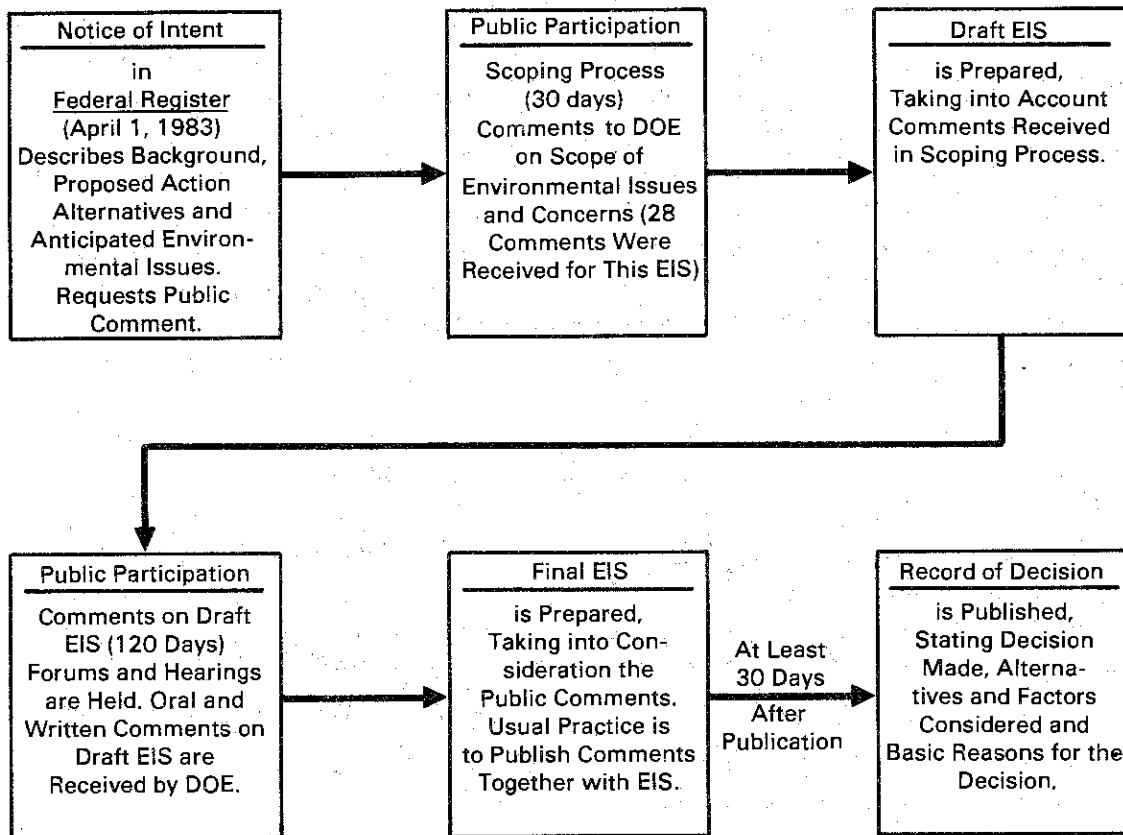 Notice of Intent
in
Federal Register
(April 1, 1983)
Describes Background,
Proposed Action
Alternatives and
Anticipated Environ-
mental Issues.
Requests Public
Comment.
Public Participation
Scoping Process
(30 days)
Comments to DOE
on Scope of
Environmental Issues
and Concerns (28
Comments Were
Received for This EIS)
Draft EIS
is Prepared,
Taking into Account
Comments Received
in Scoping Process.
Public Participation
Comments on Draft
EIS (120 Days)
Forums and Hearings
are Held. Oral and
Written Comments on
Draft EIS are
Received by DOE.
Final EIS
is Prepared,
Taking into Con-
sideration the
Public Comments.
Usual Practice is
to Publish Comments
Together with EIS.
At Least
30 Days
After
Publication
Record of Decision
is Published,
Stating Decision
Made, Alterna-
tives and Factors
Considered and
Basic Reasons for the
Decision.